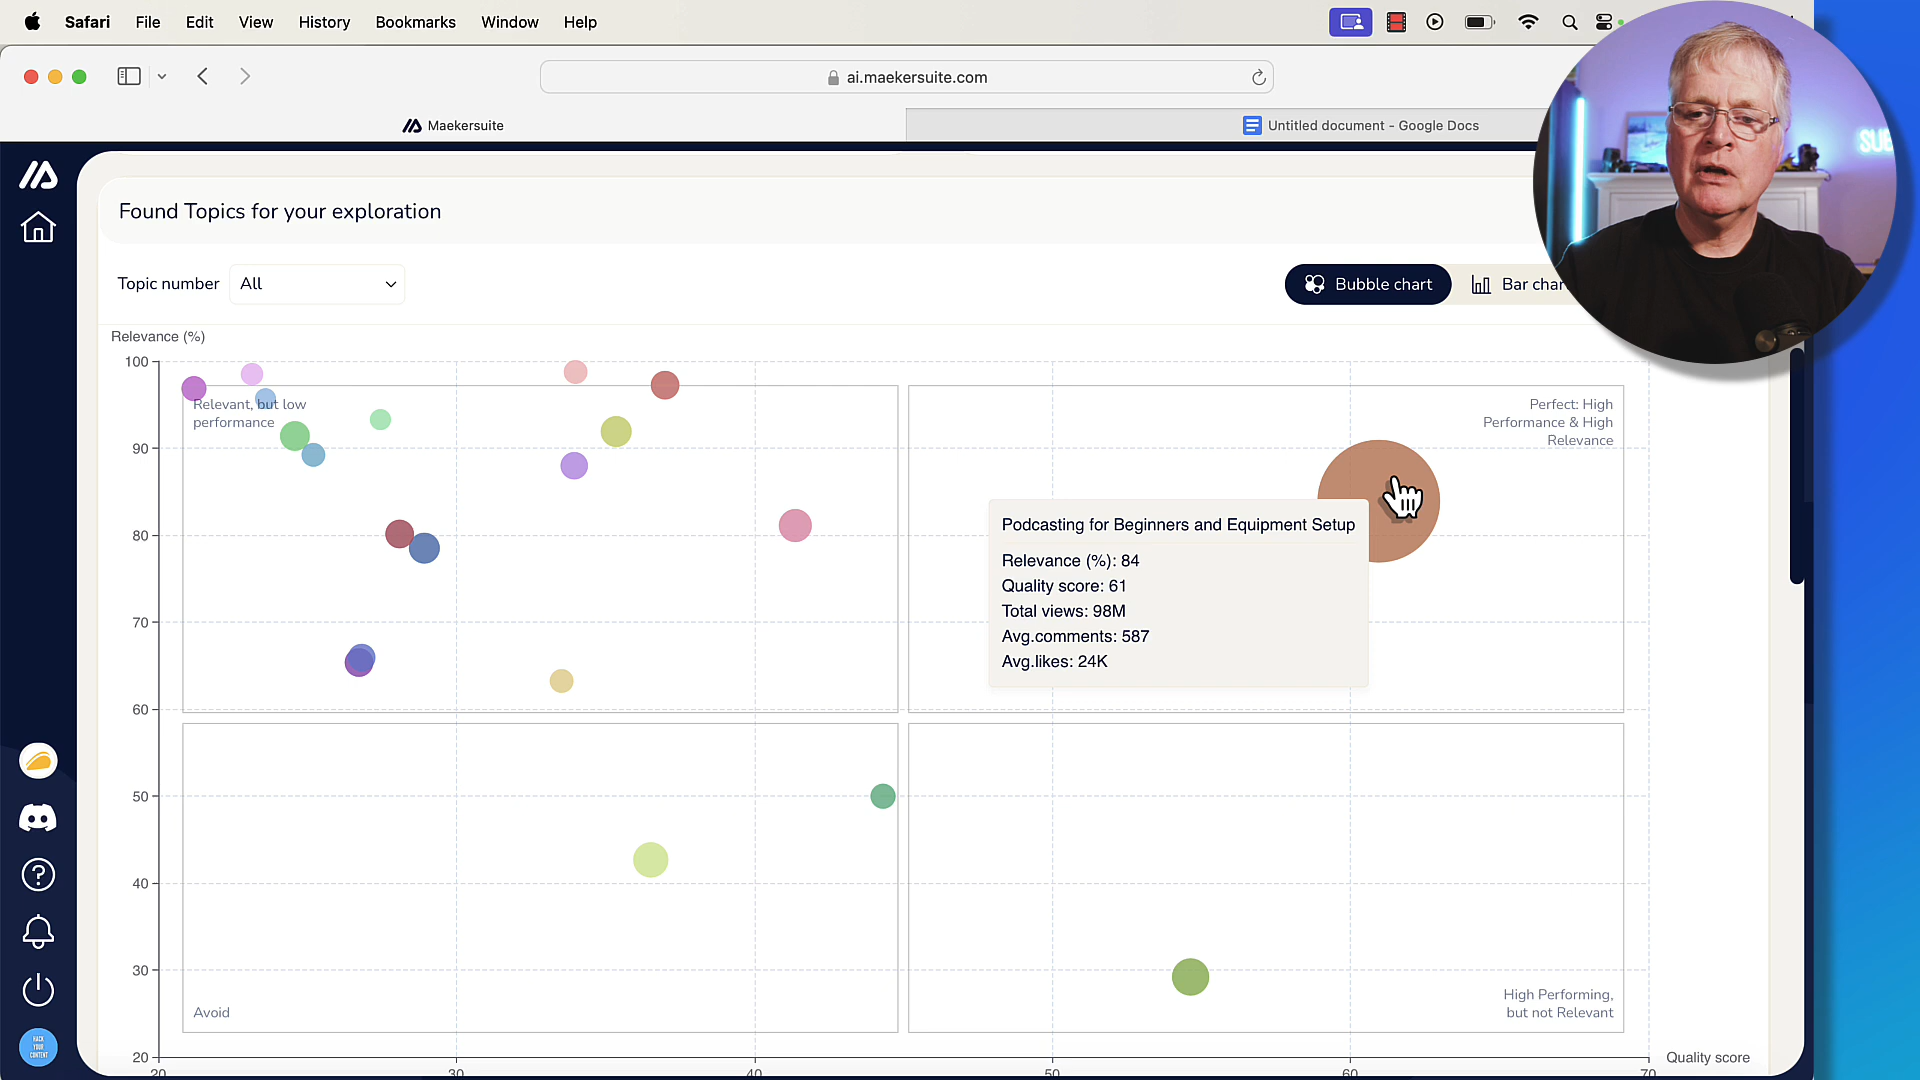 Safari File Edit View History Bookmarks Window Help
ai.maekersuite.com
Maekersuite
Untitled document - Google Docs
Found Topics for your exploration
Topic number All
Bubble chart
Bar char
Relevance (%)
100
90
80
70
60
50
40
30
20
Relevant, but low
performance
Perfect: High
Performance & High
Relevance
Podcasting for Beginners and Equipment Setup
Relevance (%): 84
Quality score: 61
Total views: 98M
Avg.comments: 587
Avg.likes: 24K
Avoid
High Performing,
but not Relevant
20 30 40 50 60 70
Quality score
HACK
YOUR
CONTENT
SUB